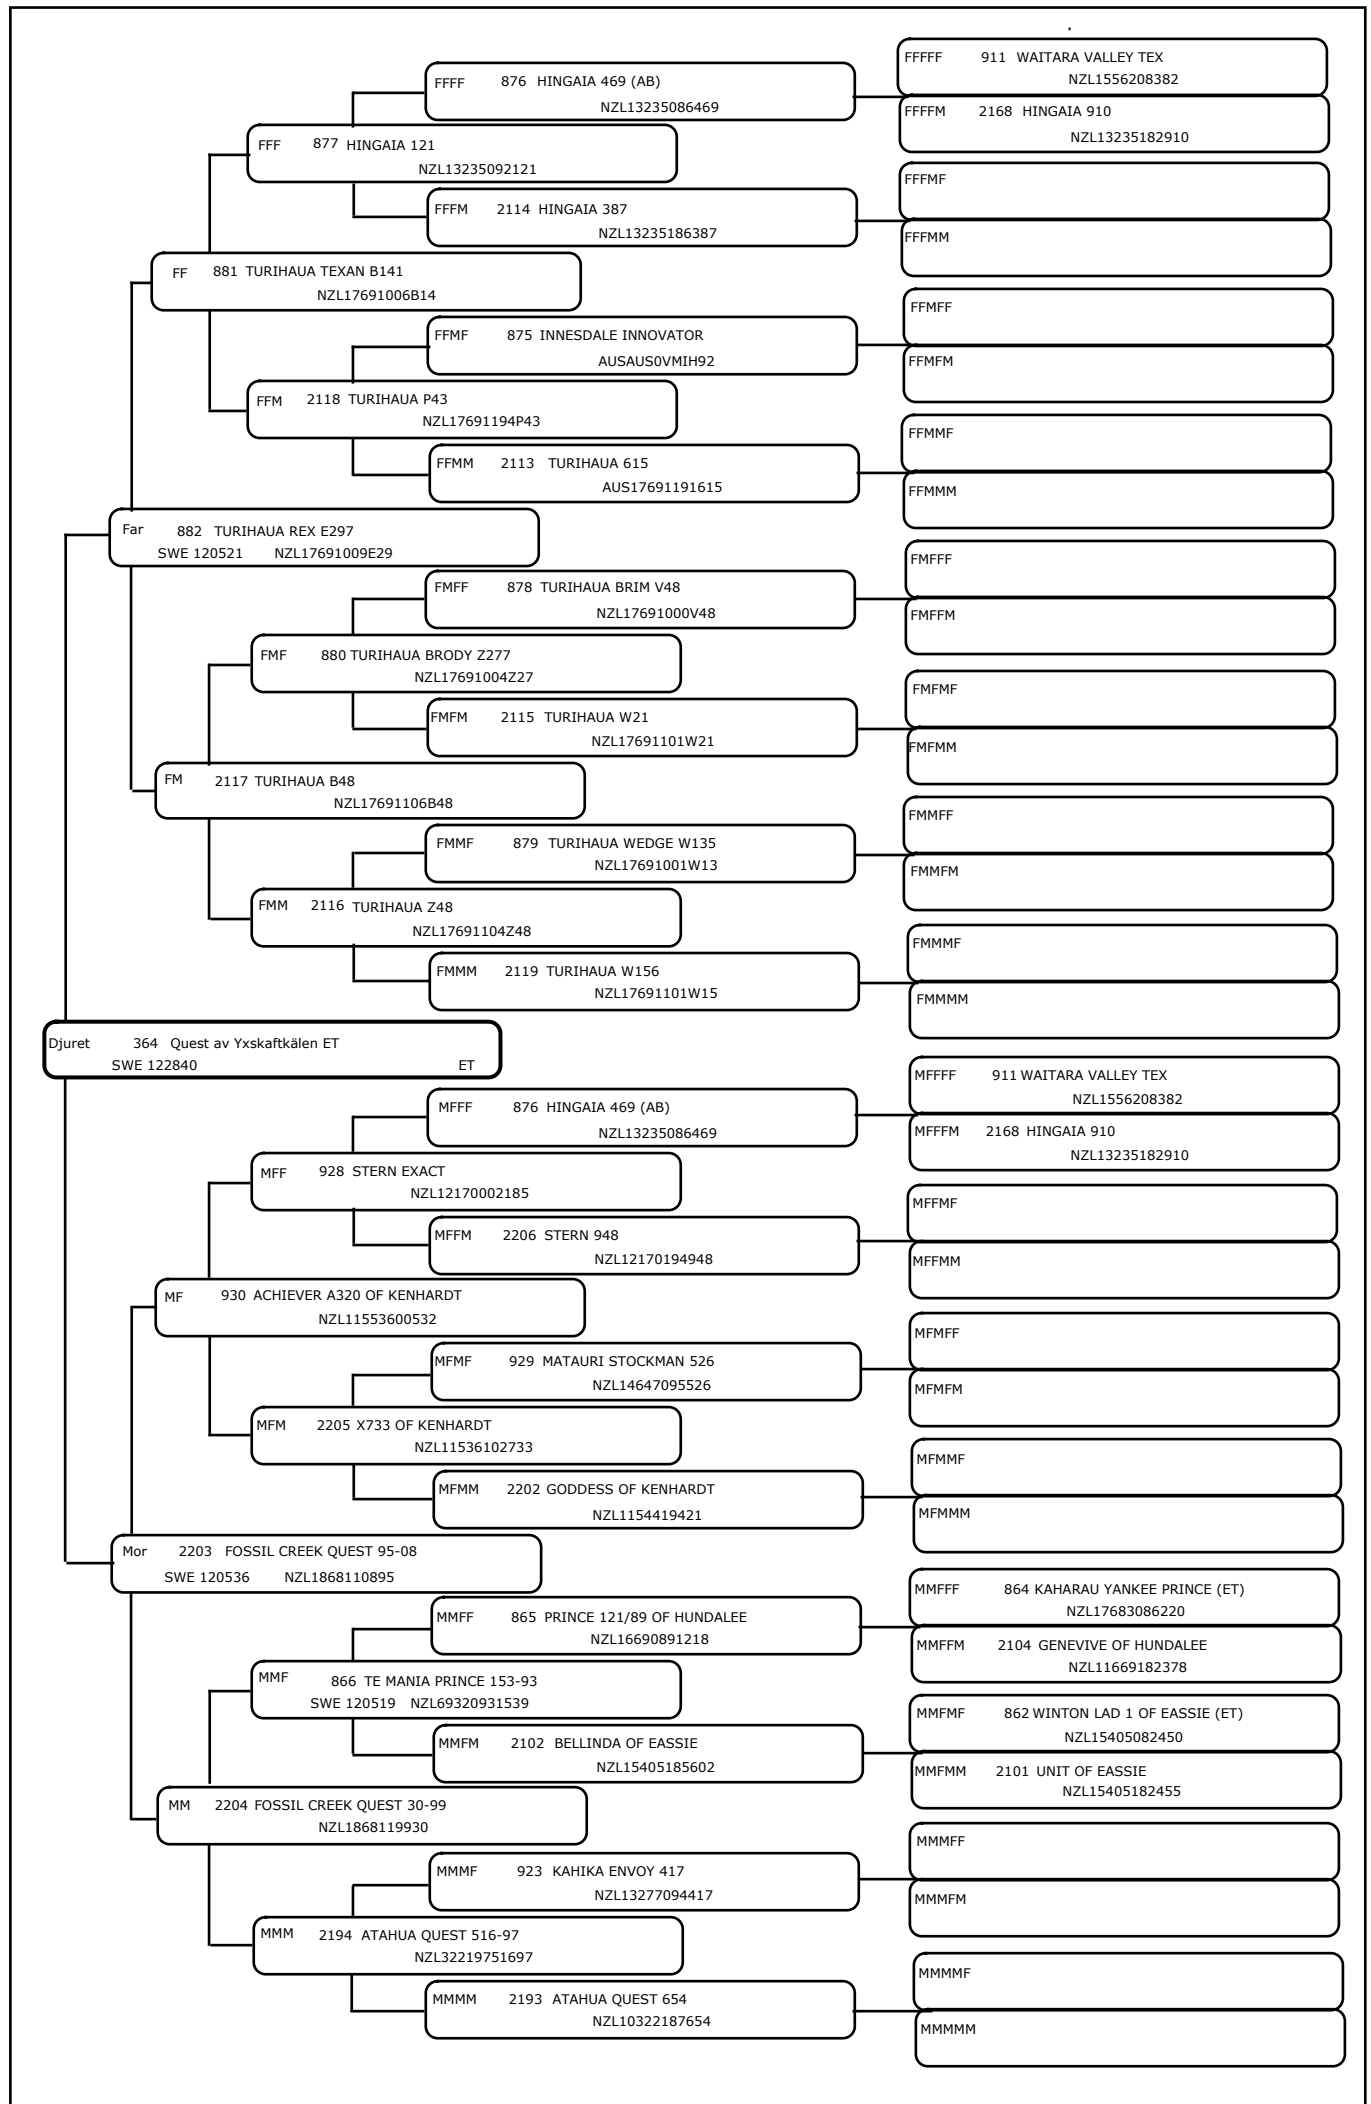 FFFFF 911 WAITARA VALLEY TEX
NZL1556208382
FFFF 876 HINGAIA 469 (AB)
NZL13235086469
FFFFM 2168 HINGAIA 910
NZL13235182910
FFF 877 HINGAIA 121
NZL13235092121
FFFMF
FFFM 2114 HINGAIA 387
NZL13235186387
FFFMM
FF 881 TURIHAUA TEXAN B141
NZL17691006B14
FFMFF
FFMF 875 INNESDALE INNOVATOR
AUSAUS0VMIH92
FFMFM
FFM 2118 TURIHAUA P43
NZL17691194P43
FFMMF
FFMM 2113 TURIHAUA 615
AUS17691191615
FFMMM
Far 882 TURIHAUA REX E297
SWE 120521 NZL17691009E29
FMFFF
FMFF 878 TURIHAUA BRIM V48
NZL17691000V48
FMFFM
FMF 880 TURIHAUA BRODY Z277
NZL17691004Z27
FMFMF
FMFM 2115 TURIHAUA W21
NZL17691101W21
FMFMM
FM 2117 TURIHAUA B48
NZL17691106B48
FMMFF
FMMF 879 TURIHAUA WEDGE W135
NZL17691001W13
FMMFM
FMM 2116 TURIHAUA Z48
NZL17691104Z48
FMMMF
FMMM 2119 TURIHAUA W156
NZL17691101W15
FMMMM
Djuret 364 Quest av Yxskaftkälen ET
SWE 122840 ET
MFFFF 911 WAITARA VALLEY TEX
NZL1556208382
MFFF 876 HINGAIA 469 (AB)
NZL13235086469
MFFFM 2168 HINGAIA 910
NZL13235182910
MFF 928 STERN EXACT
NZL12170002185
MFFMF
MFFM 2206 STERN 948
NZL12170194948
MFFMM
MF 930 ACHIEVER A320 OF KENHARDT
NZL11553600532
MFMFF
MFMF 929 MATAURI STOCKMAN 526
NZL14647095526
MFMFM
MFM 2205 X733 OF KENHARDT
NZL11536102733
MFMMF
MFMM 2202 GODDESS OF KENHARDT
NZL1154419421
MFMMM
Mor 2203 FOSSIL CREEK QUEST 95-08
SWE 120536 NZL1868110895
MMFFF 864 KAHARAU YANKEE PRINCE (ET)
NZL17683086220
MMFF 865 PRINCE 121/89 OF HUNDALEE
NZL16690891218
MMFFM 2104 GENEVIVE OF HUNDALEE
NZL11669182378
MMF 866 TE MANIA PRINCE 153-93
SWE 120519 NZL69320931539
MMFMF 862 WINTON LAD 1 OF EASSIE (ET)
NZL15405082450
MMFM 2102 BELLINDA OF EASSIE
NZL15405185602
MMFMM 2101 UNIT OF EASSIE
NZL15405182455
MM 2204 FOSSIL CREEK QUEST 30-99
NZL1868119930
MMMFF
MMMF 923 KAHIKA ENVOY 417
NZL13277094417
MMMFM
MMM 2194 ATAHUA QUEST 516-97
NZL32219751697
MMMMF
MMMM 2193 ATAHUA QUEST 654
NZL10322187654
MMMMM